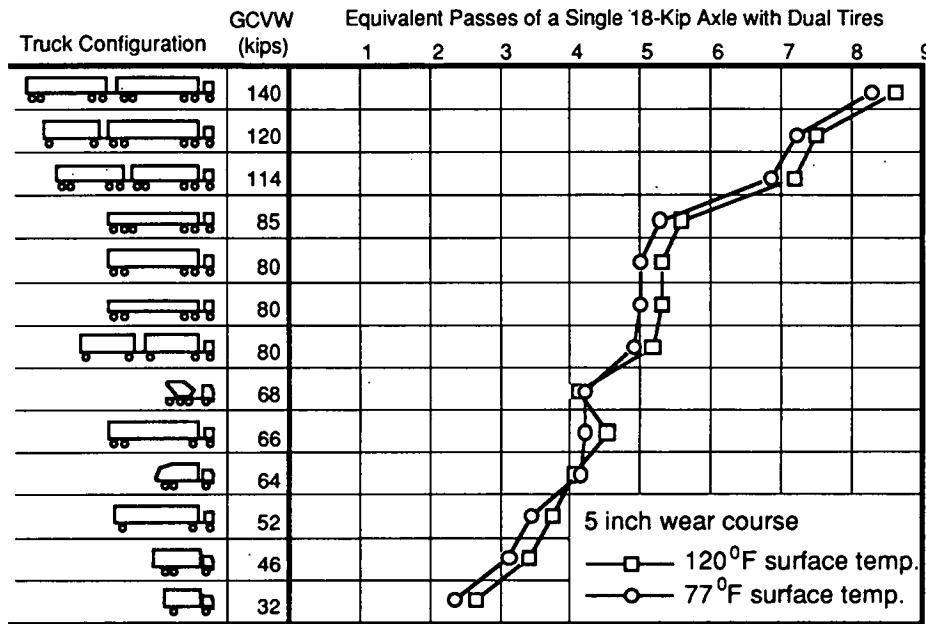 GCVW Equivalent Passes of a Single 18-Kip Axle with Dual Tires
Truck Configuration (kips) 1 2 3 4 5 6 7 8 9
140
120
114
85
80
80
80
68
66
64
52
46
32
5 inch wear course
120⁰F surface temp.
77⁰F surface temp.